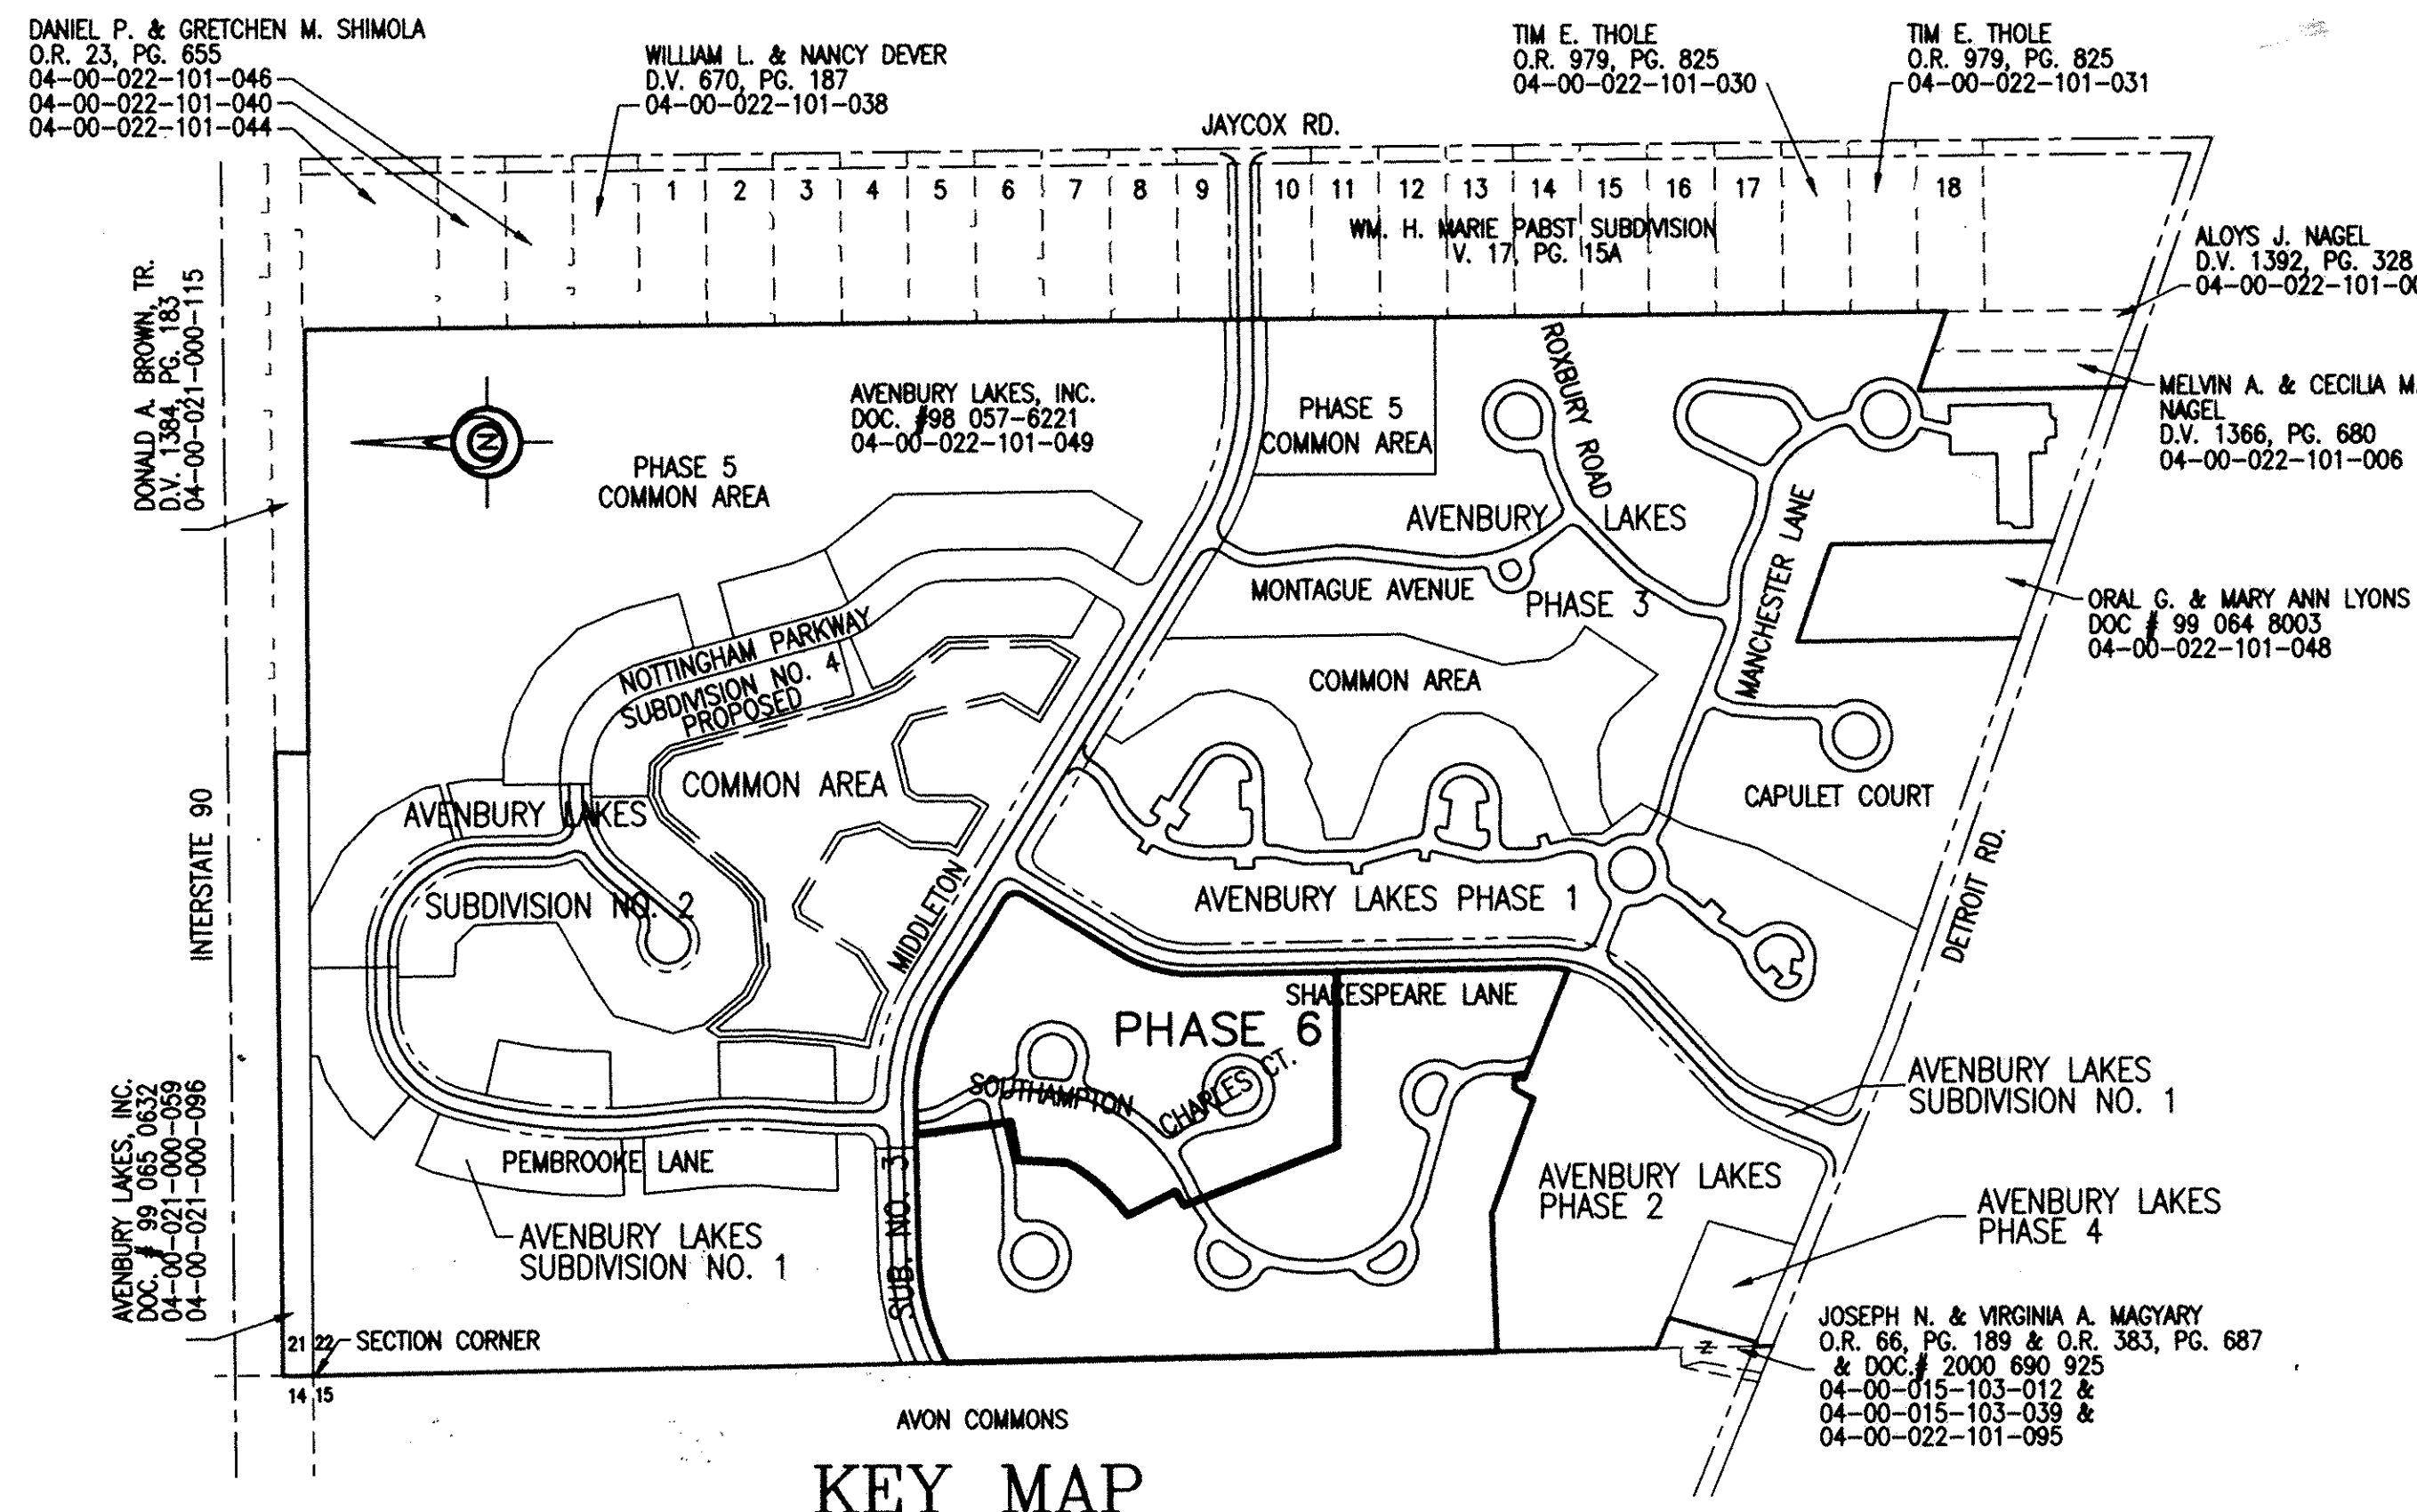 DANIEL P. & GRETCHEN M. SHIMOLA
O.R. 23, PG. 655
04-00-022-101-046
04-00-022-101-040
04-00-022-101-044
WILLIAM L. & NANCY DEVER
D.V. 670, PG. 187
04-00-022-101-038
TIM E. THOLE
O.R. 979, PG. 825
04-00-022-101-030
TIM E. THOLE
O.R. 979, PG. 825
04-00-022-101-031
JAYCOX RD.
1 2 3 4 5 6 7 8 9 10 11 12 13 14 15 16 17 18
WM. H. MARIE PABST SUBDIVISION
V. 17, PG. 15A
ALOYS J. NAGEL
D.V. 1392, PG. 328
04-00-022-101-00
MELVIN A. & CECILIA M.
NAGEL
D.V. 1366, PG. 680
04-00-022-101-006
DONALD A. BROWN, TR.
D.V. 1384, PG. 183
04-00-021-000-115
N
AVENBURY LAKES, INC.
DOC. #98 057-6221
04-00-022-101-049
PHASE 5
COMMON AREA
PHASE 5
COMMON AREA
ROXBURY ROAD
AVENBURY LAKES
PHASE 3
MONTAGUE AVENUE
MANCHESTER LANE
ORAL G. & MARY ANN LYONS
DOC # 99 064 8003
04-00-022-101-048
NOTTINGHAM PARKWAY
SUBDIVISION NO. 4
PROPOSED
COMMON AREA
COMMON AREA
CAPULET COURT
INTERSTATE 90
AVENBURY LAKES
SUBDIVISION NO. 2
MIDDLETON
AVENBURY LAKES PHASE 1
DETROIT RD.
SHAKESPEARE LANE
PHASE 6
SOUTHAMPTON
CHARLES CT.
AVENBURY LAKES
SUBDIVISION NO. 1
AVENBURY LAKES, INC.
DOC. # 99 065 0632
04-00-021-000-059
04-00-021-000-096
PEMBROOKE LANE
AVENBURY LAKES
SUBDIVISION NO. 1
SUB. NO. 3
AVENBURY LAKES
PHASE 2
AVENBURY LAKES
PHASE 4
21 22
SECTION CORNER
14 15
Z
JOSEPH N. & VIRGINIA A. MAGYARY
O.R. 66, PG. 189 & O.R. 383, PG. 687
& DOC.# 2000 690 925
04-00-015-103-012 &
04-00-015-103-039 &
04-00-022-101-095
AVON COMMONS
KEY MAP